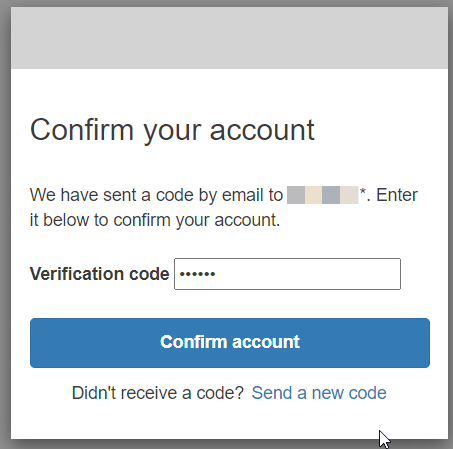 Confirm your account
We have sent a code by email to *. Enter
it below to confirm your account.
Verification code ••••••
Confirm account
Didn't receive a code? Send a new code